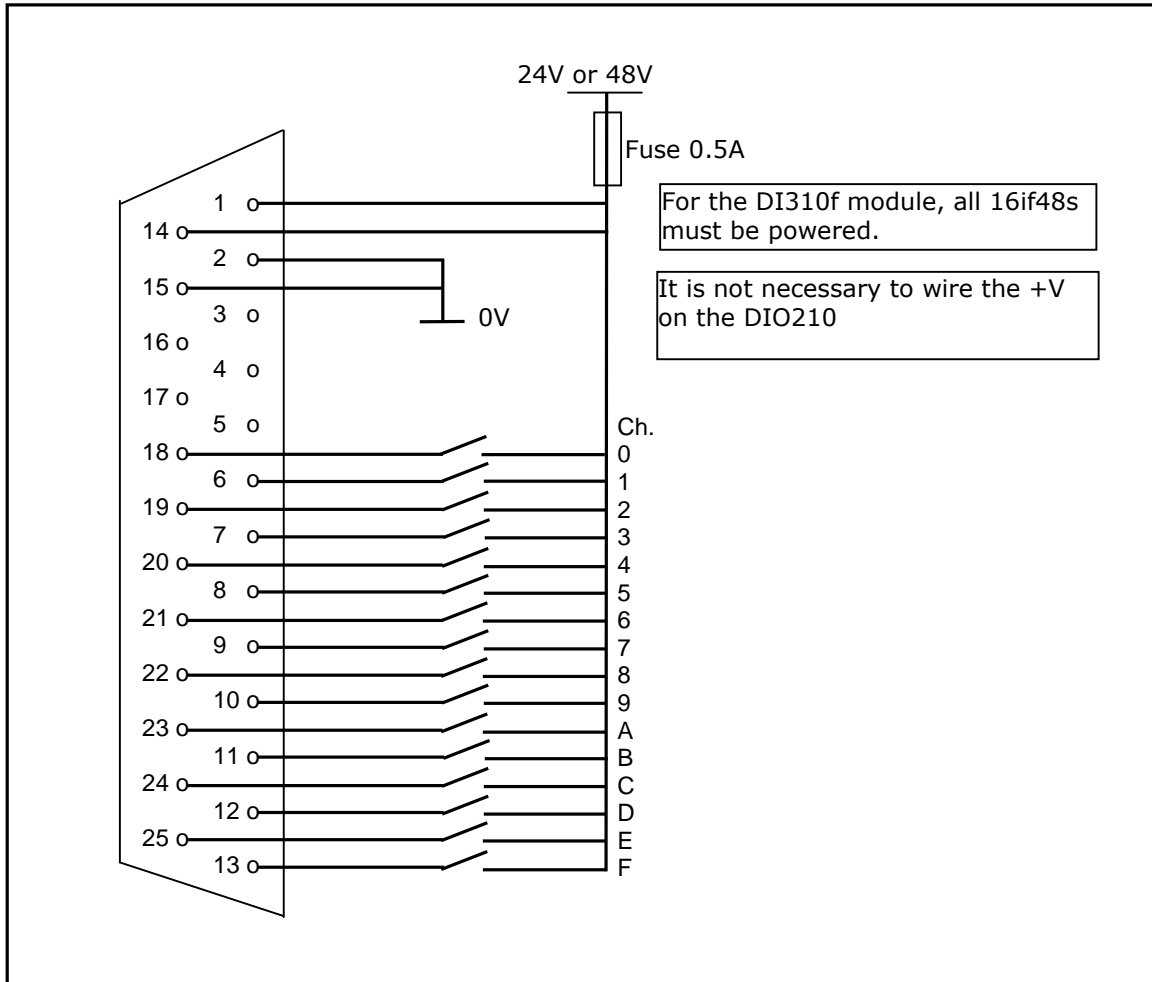 24V or 48V
Fuse 0.5A
For the DI310f module, all 16if48s
must be powered.
It is not necessary to wire the +V
on the DIO210
1
14
2
15
3
0V
16
4
17
5
Ch.
18
0
6
1
19
2
7
3
20
4
8
5
21
6
9
7
22
8
10
9
23
A
11
B
24
C
12
D
25
E
13
F